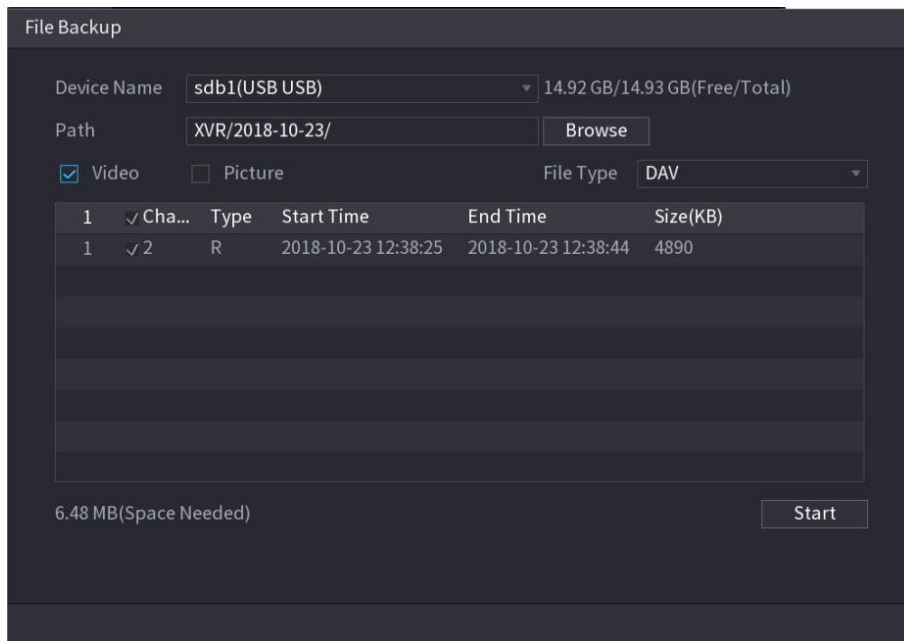 File Backup
Device Name sdb1(USB USB) 14.92 GB/14.93 GB(Free/Total)
Path XVR/2018-10-23/ Browse
Video Picture File Type DAV
1 Cha... Type Start Time End Time Size(KB)
1 2 R 2018-10-23 12:38:25 2018-10-23 12:38:44 4890
6.48 MB(Space Needed) Start